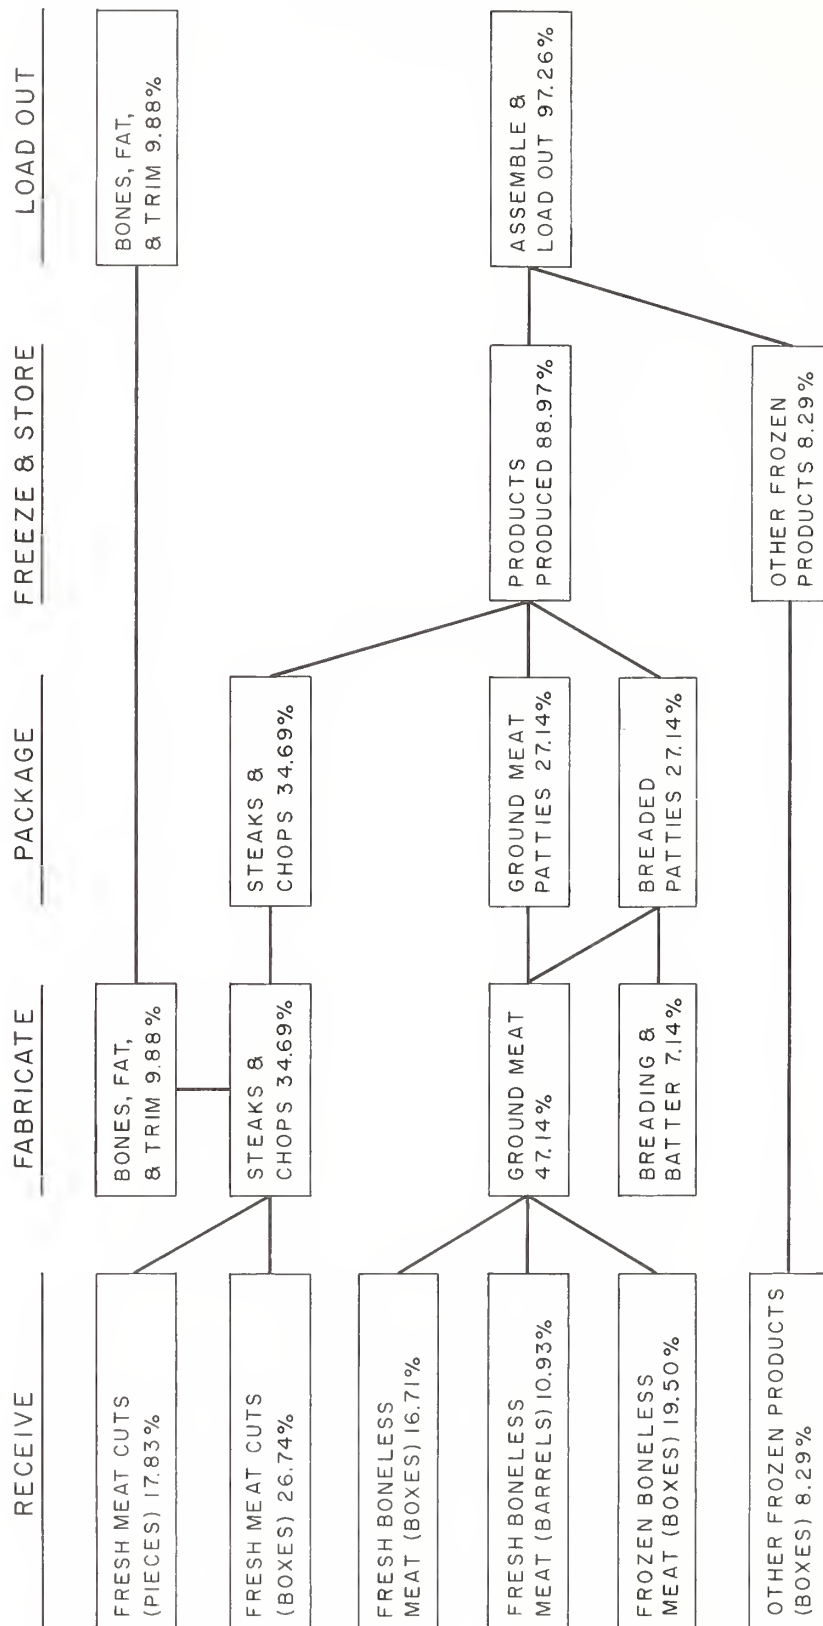 RECEIVE
FABRICATE
PACKAGE
FREEZE & STORE
LOAD OUT
FRESH MEAT CUTS
(PIECES) 17.83%
BONES, FAT,
& TRIM 9.88%
BONES, FAT,
& TRIM 9.88%
FRESH MEAT CUTS
(BOXES) 26.74%
STEAKS &
CHOPS 34.69%
STEAKS &
CHOPS 34.69%
FRESH BONELESS
MEAT (BOXES) 16.71%
FRESH BONELESS
MEAT (BARRELS) 10.93%
GROUND MEAT
47.14%
GROUND MEAT
PATTIES 27.14%
PRODUCTS
PRODUCED 88.97%
ASSEMBLE &
LOAD OUT 97.26%
FROZEN BONELESS
MEAT (BOXES) 19.50%
BREADING &
BATTER 7.14%
BREADED
PATTIES 27.14%
OTHER FROZEN PRODUCTS
(BOXES) 8.29%
OTHER FROZEN
PRODUCTS 8.29%